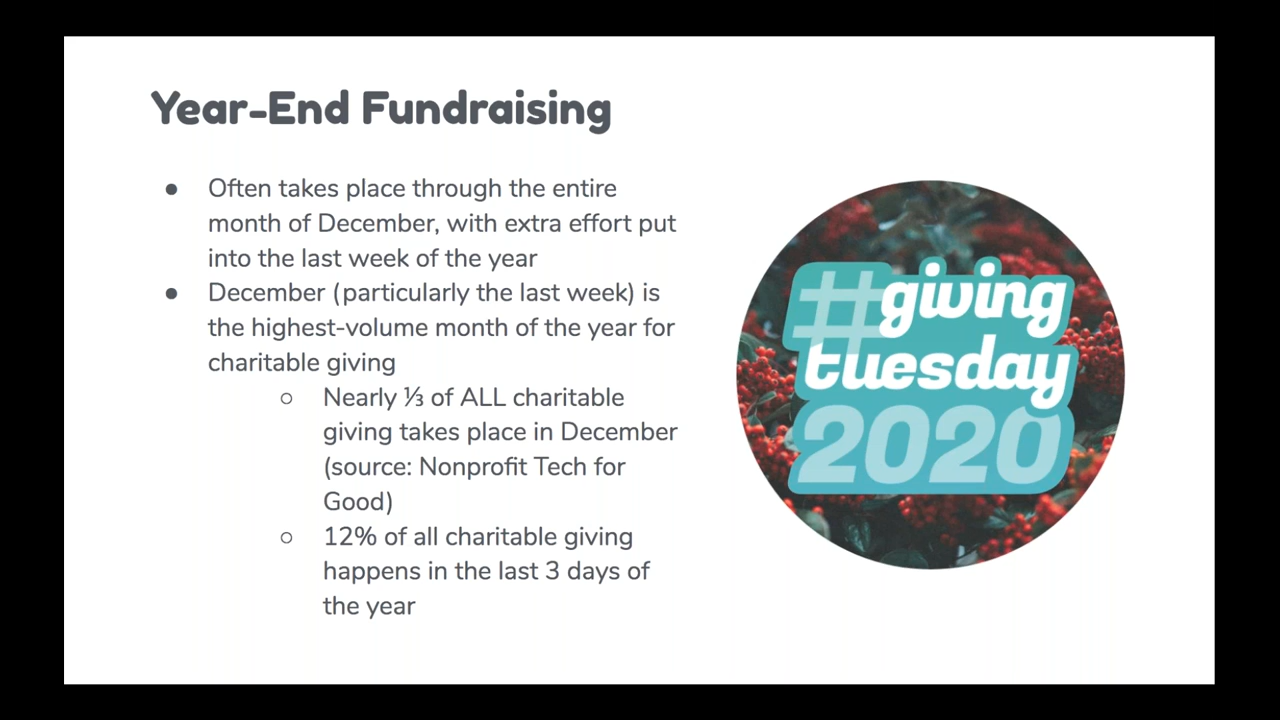 Year-End Fundraising
● Often takes place through the entire
month of December, with extra effort put
into the last week of the year
● December (particularly the last week) is
the highest-volume month of the year for
charitable giving
○ Nearly ⅓ of ALL charitable
giving takes place in December
(source: Nonprofit Tech for
Good)
○ 12% of all charitable giving
happens in the last 3 days of
the year
#giving
tuesday
2020